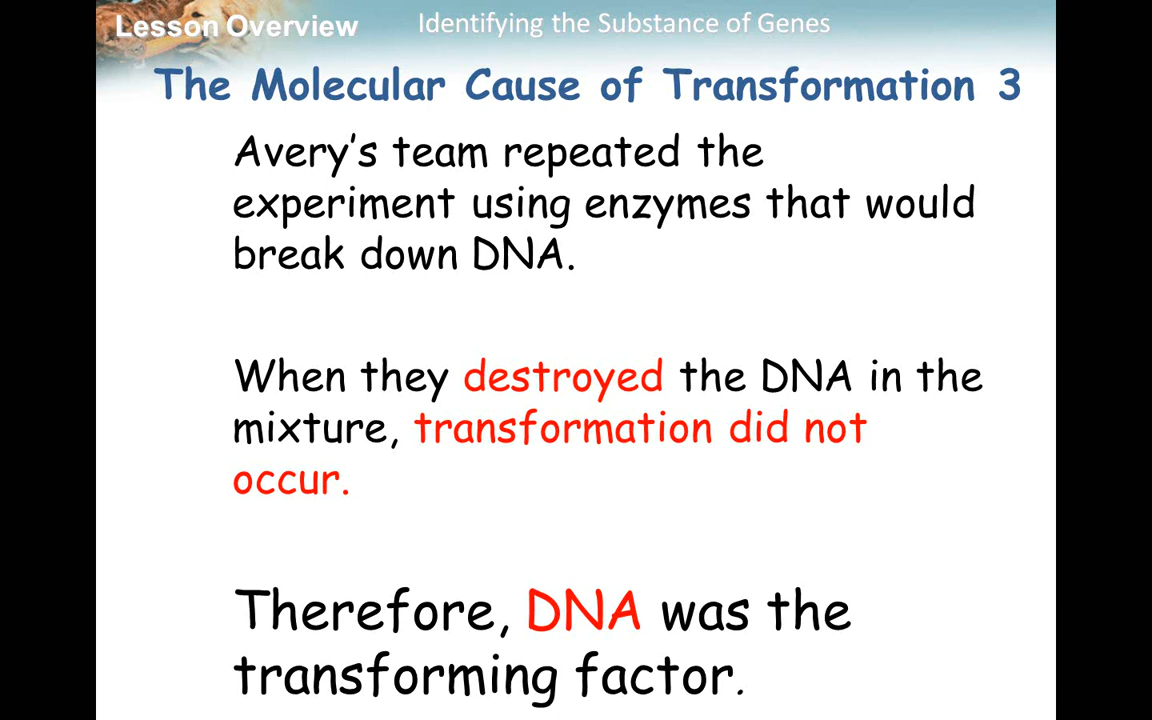 Lesson Overview Identifying the Substance of Genes
The Molecular Cause of Transformation 3
Avery's team repeated the
experiment using enzymes that would
break down DNA.
When they destroyed the DNA in the
mixture, transformation did not
occur.
Therefore, DNA was the
transforming factor.